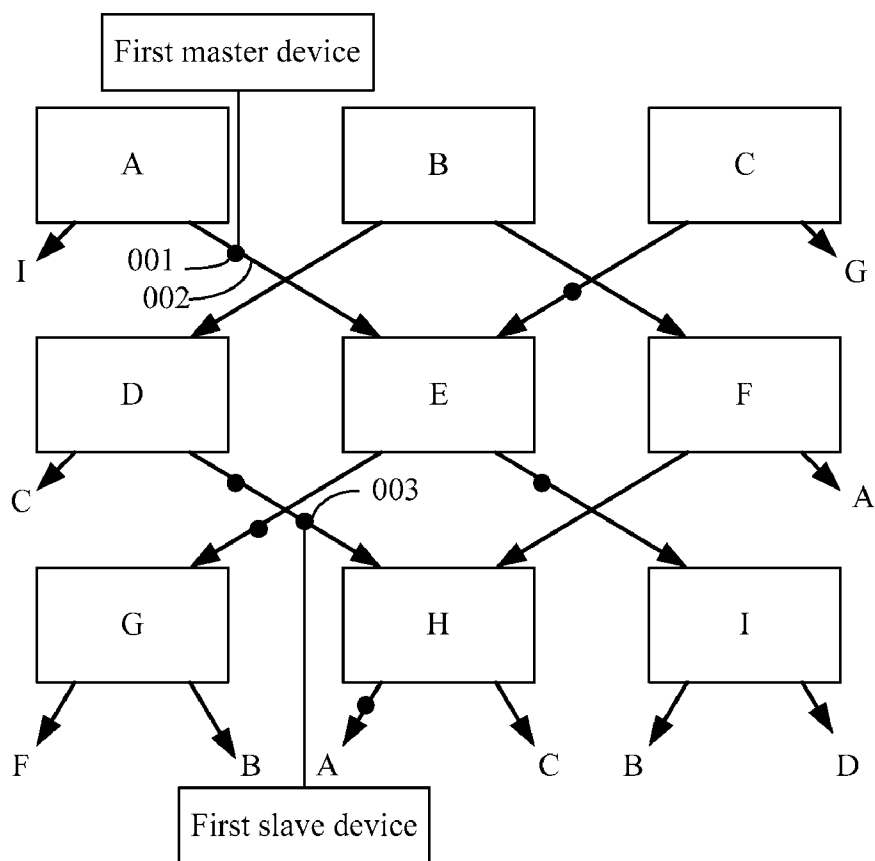 First master device
A
B
C
001
I
002
G
D
E
F
C
003
A
G
H
I
F
B
A
C
B
D
First slave device